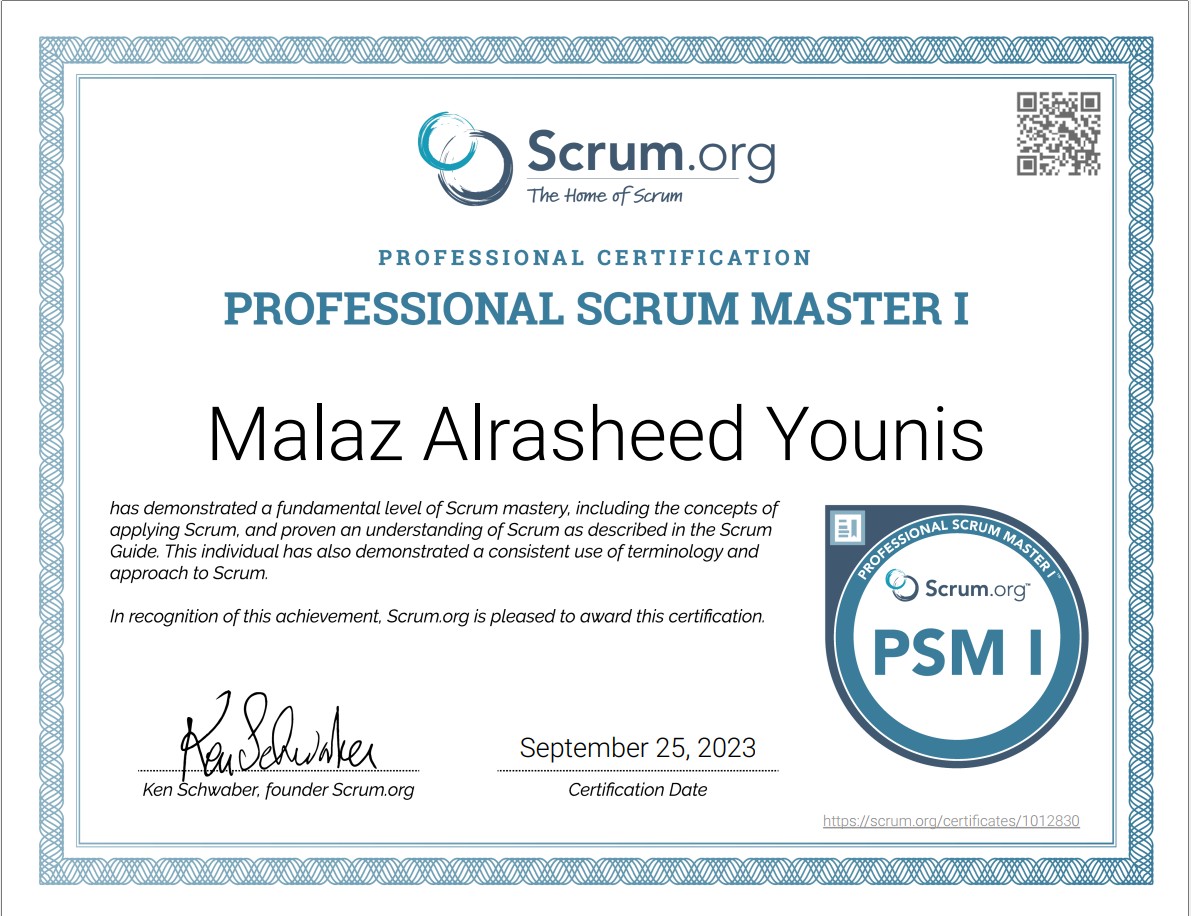 Scrum.org
The Home of Scrum
PROFESSIONAL CERTIFICATION
PROFESSIONAL SCRUM MASTER I
Malaz Alrasheed Younis
has demonstrated a fundamental level of Scrum mastery, including the concepts of
applying Scrum, and proven an understanding of Scrum as described in the Scrum
Guide. This individual has also demonstrated a consistent use of terminology and
approach to Scrum.
In recognition of this achievement, Scrum.org is pleased to award this certification.
PROFESSIONAL SCRUM MASTER I™
Scrum.org™
PSM I
Ken Schwaber
September 25, 2023
Ken Schwaber, founder Scrum.org
Certification Date
https://scrum.org/certificates/1012830